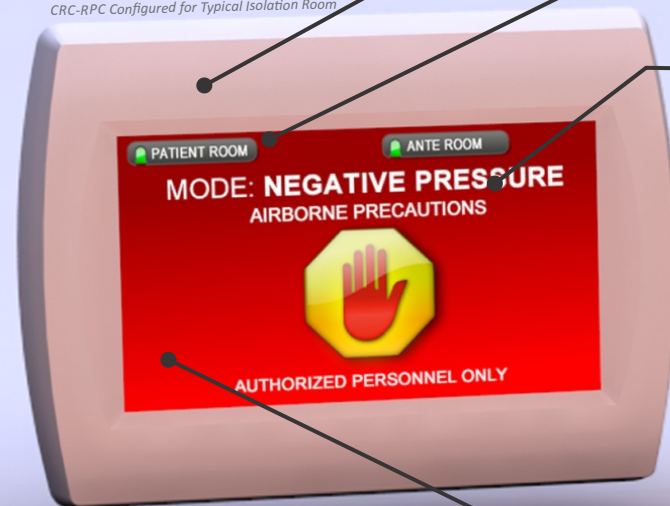 CRC-RPC Configured for Typical Isolation Room
PATIENT ROOM
ANTE ROOM
MODE: NEGATIVE PRESSURE
AIRBORNE PRECAUTIONS
AUTHORIZED PERSONNEL ONLY